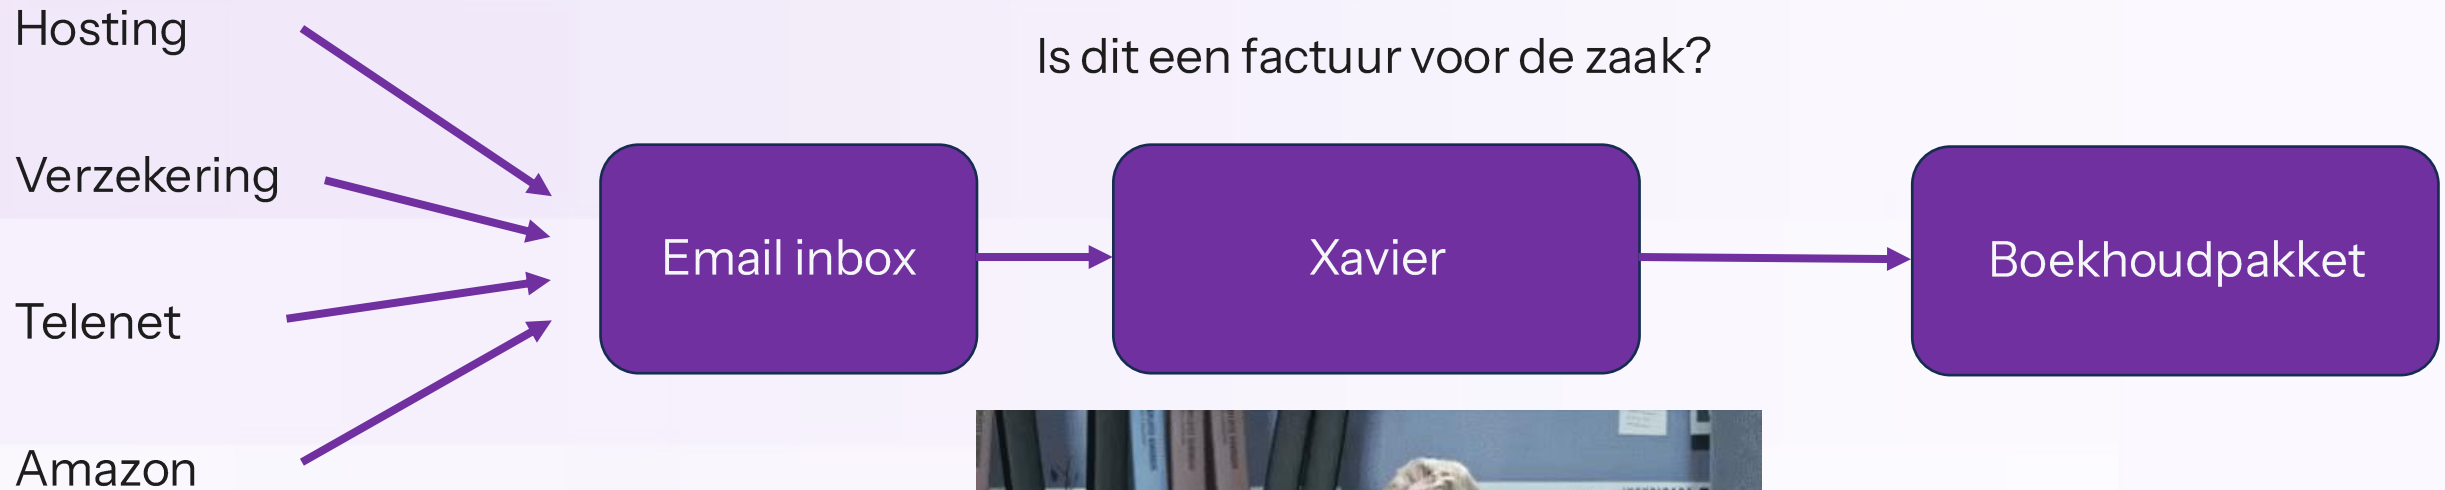 Hosting
Is dit een factuur voor de zaak?
Verzekering
Email inbox
Xavier
Boekhoudpakket
Telenet
Amazon